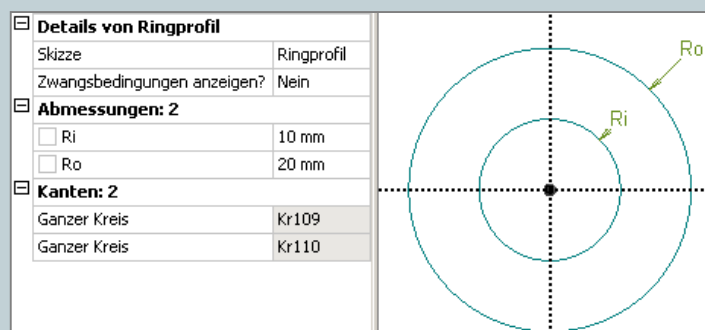 Details von Ringprofil
Skizze Ringprofil
Zwangsbedingungen anzeigen? Nein
Abmessungen: 2
Ri 10 mm
Ro 20 mm
Kanten: 2
Ganzer Kreis Kr109
Ganzer Kreis Kr110
Ro
Ri